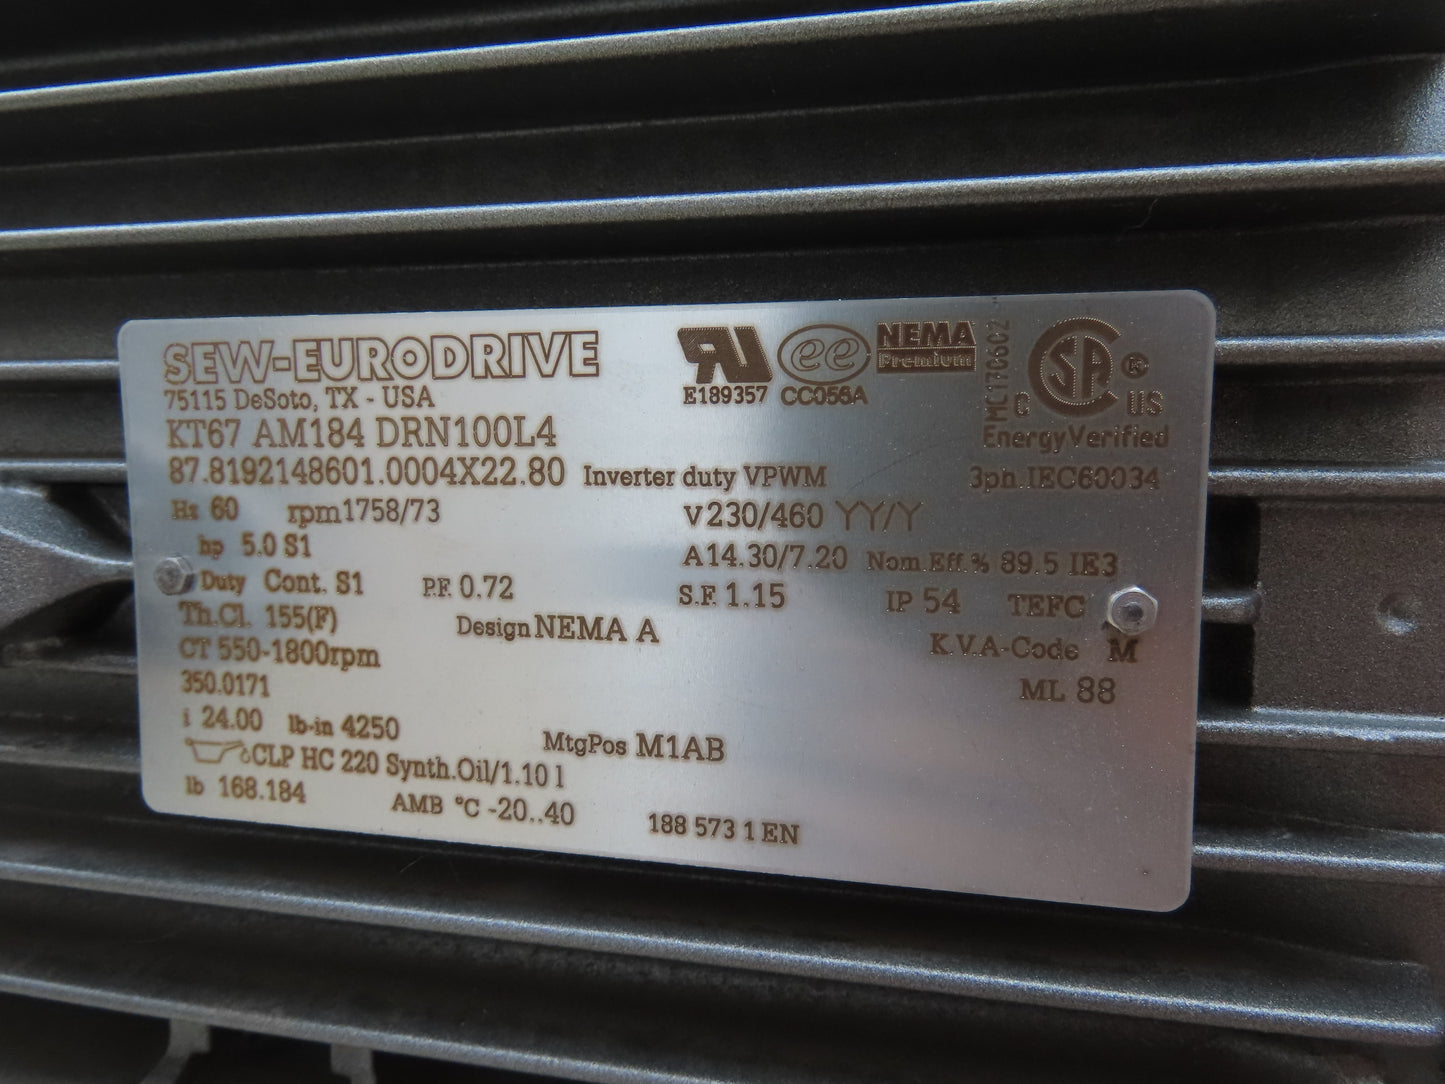 SEW-EURODRIVE
75115 DeSoto, TX - USA
E189357 CC056A
NEMA
Premium
C US
EnergyVerified
KT67 AM184 DRN100L4
87.8192148601.0004X22.80 Inverter duty VPWM 3ph.IEC60034
Hz 60 rpm1758/73 V230/460 YY/Y
hp 5.0 S1 A14.30/7.20 Nom.Eff.% 89.5 IE3
Duty Cont. S1 P.F. 0.72 S.F. 1.15 IP 54 TEFC
Th.Cl. 155(F) Design NEMA A K.V.A-Code M
CT 550-1800rpm ML 88
350.0171
i 24.00 lb-in 4250 MtgPos M1AB
CLP HC 220 Synth.Oil/1.10 l
lb 168.184 AMB °C -20..40 188 573 1 EN